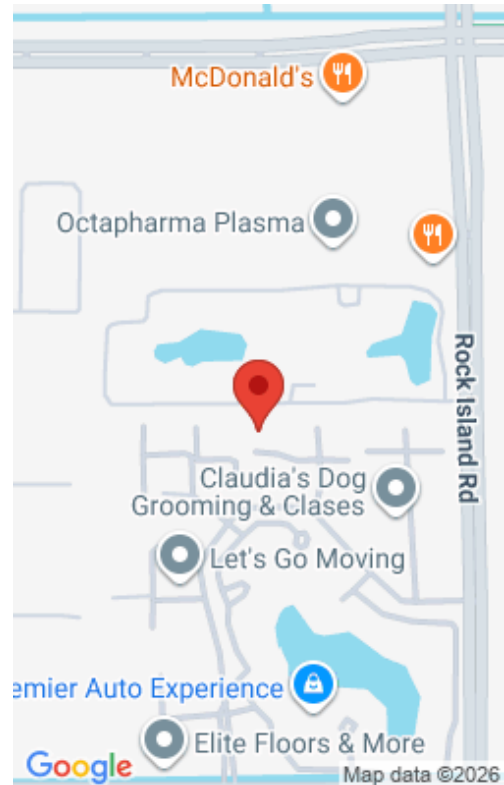 McDonald's
Octapharma Plasma
Rock Island Rd
Claudia's Dog
Grooming & Clases
Let's Go Moving
emier Auto Experience
Elite Floors & More
Google
Map data ©2026